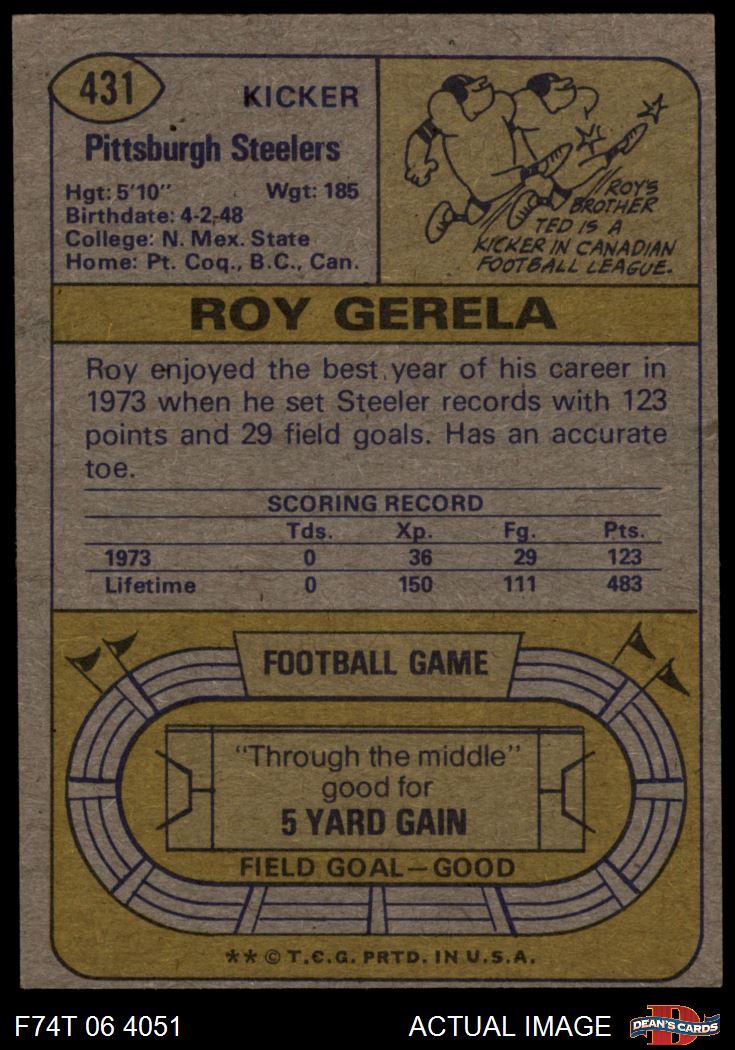 431
KICKER
Pittsburgh Steelers
Hgt: 5'10" Wgt: 185
Birthdate: 4-2-48
College: N. Mex. State
Home: Pt. Coq., B.C., Can.
ROY'S
BROTHER
TED IS A
KICKER IN CANADIAN
FOOTBALL LEAGUE.
ROY GERELA
Roy enjoyed the best year of his career in
1973 when he set Steeler records with 123
points and 29 field goals. Has an accurate
toe.
SCORING RECORD
Tds. Xp. Fg. Pts.
1973 0 36 29 123
Lifetime 0 150 111 483
FOOTBALL GAME
"Through the middle"
good for
5 YARD GAIN
FIELD GOAL—GOOD
** © T.C.G. PRTD. IN U.S.A.
F74T 06 4051
ACTUAL IMAGE
D
DEAN'S CARDS